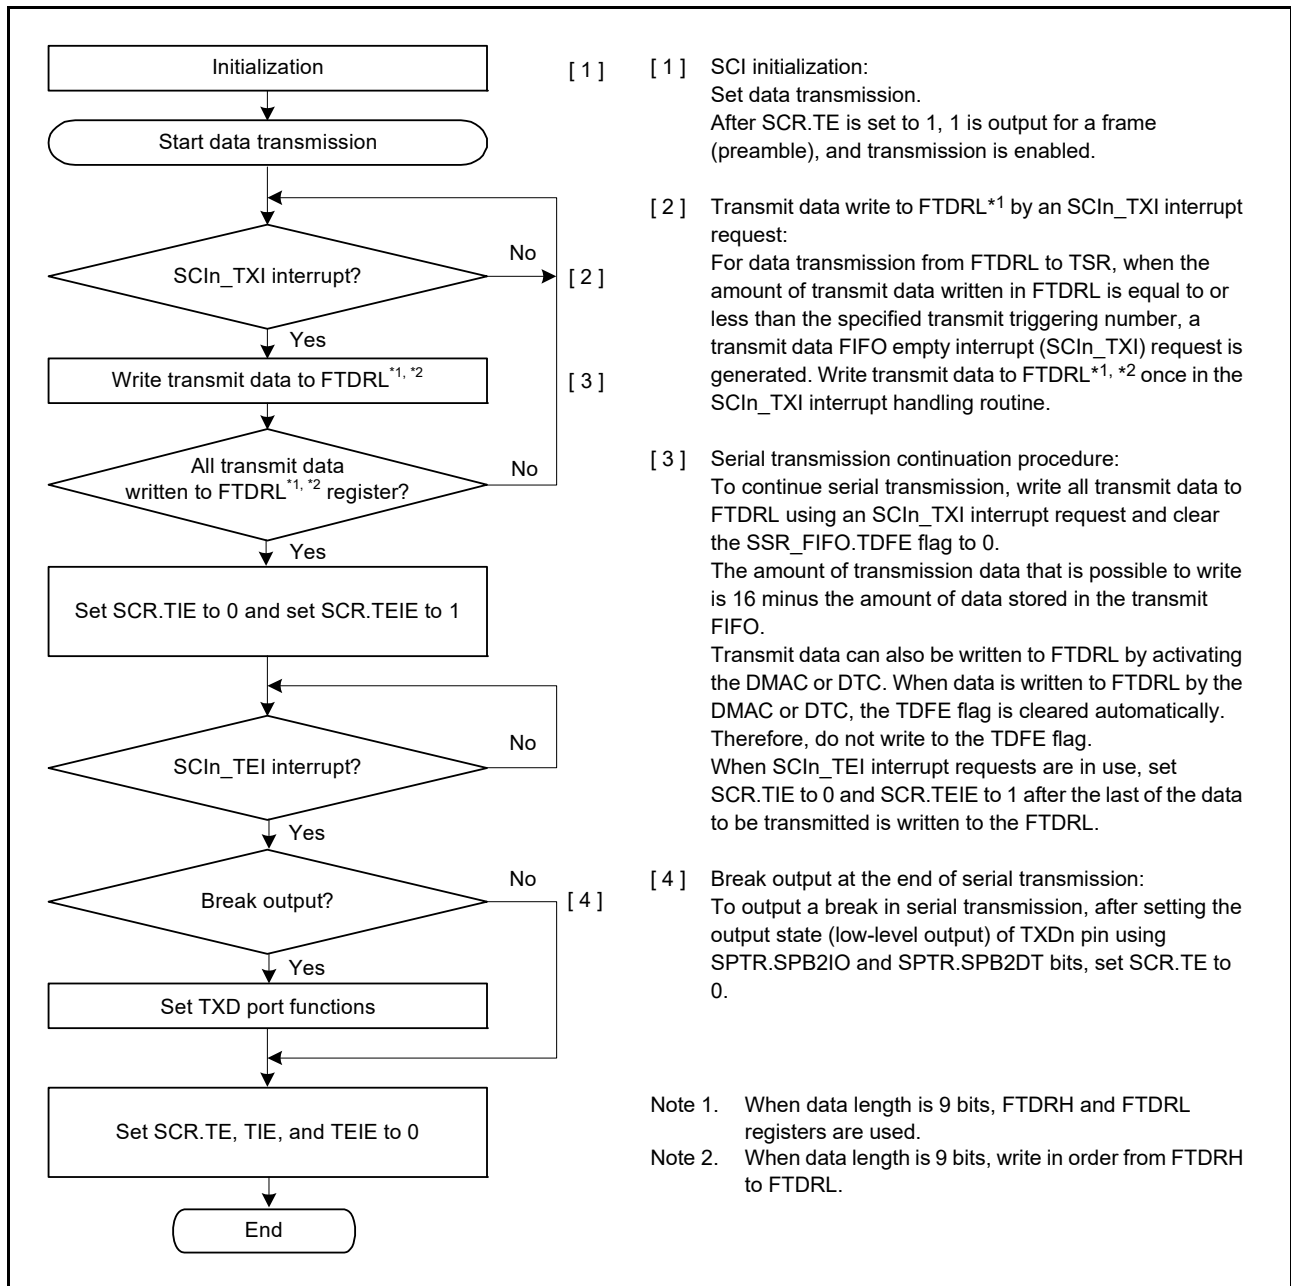 Initialization
[ 1 ]
Start data transmission
SCIn_TXI interrupt?
No
[ 2 ]
Yes
Write transmit data to FTDRL*1, *2
[ 3 ]
All transmit data
written to FTDRL*1, *2 register?
No
Yes
Set SCR.TIE to 0 and set SCR.TEIE to 1
SCIn_TEI interrupt?
No
Yes
Break output?
No
[ 4 ]
Yes
Set TXD port functions
Set SCR.TE, TIE, and TEIE to 0
End
[ 1 ] SCI initialization:
Set data transmission.
After SCR.TE is set to 1, 1 is output for a frame
(preamble), and transmission is enabled.
[ 2 ] Transmit data write to FTDRL*1 by an SCIn_TXI interrupt
request:
For data transmission from FTDRL to TSR, when the
amount of transmit data written in FTDRL is equal to or
less than the specified transmit triggering number, a
transmit data FIFO empty interrupt (SCIn_TXI) request is
generated. Write transmit data to FTDRL*1, *2 once in the
SCIn_TXI interrupt handling routine.
[ 3 ] Serial transmission continuation procedure:
To continue serial transmission, write all transmit data to
FTDRL using an SCIn_TXI interrupt request and clear
the SSR_FIFO.TDFE flag to 0.
The amount of transmission data that is possible to write
is 16 minus the amount of data stored in the transmit
FIFO.
Transmit data can also be written to FTDRL by activating
the DMAC or DTC. When data is written to FTDRL by the
DMAC or DTC, the TDFE flag is cleared automatically.
Therefore, do not write to the TDFE flag.
When SCIn_TEI interrupt requests are in use, set
SCR.TIE to 0 and SCR.TEIE to 1 after the last of the data
to be transmitted is written to the FTDRL.
[ 4 ] Break output at the end of serial transmission:
To output a break in serial transmission, after setting the
output state (low-level output) of TXDn pin using
SPTR.SPB2IO and SPTR.SPB2DT bits, set SCR.TE to
0.
Note 1. When data length is 9 bits, FTDRH and FTDRL
registers are used.
Note 2. When data length is 9 bits, write in order from FTDRH
to FTDRL.